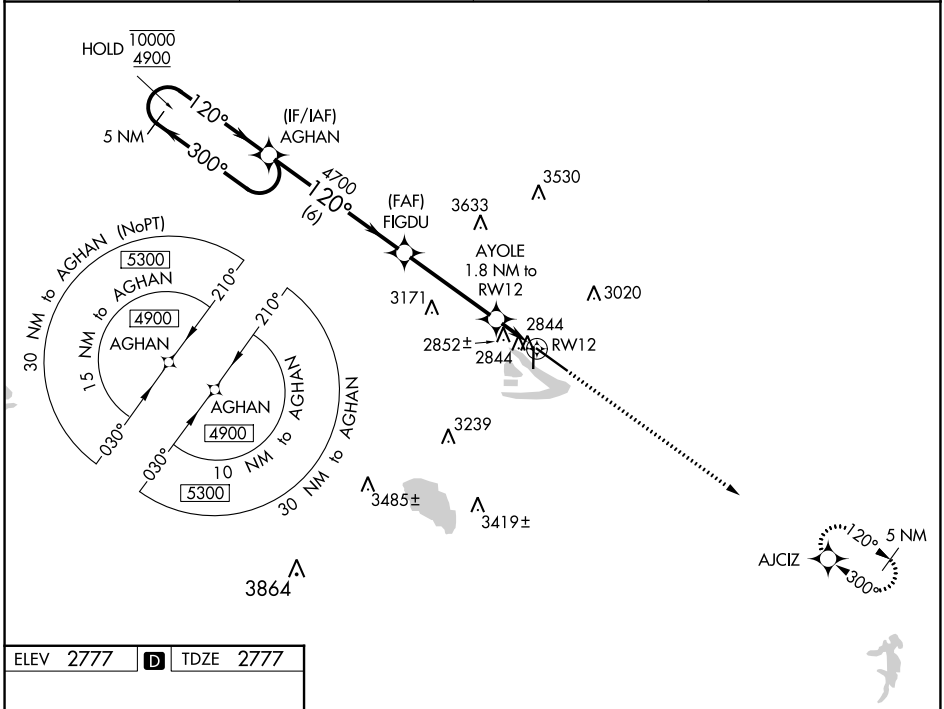 HOLD 10000
4900
120°
5 NM
300°
(IF/IAF)
AGHAN
4700
120°
(6)
(FAF)
FIGDU
3633
3530
AYOLE
1.8 NM to
RW12
3171
3020
2852±
2844
2844
RW12
30 NM to AGHAN (NoPT)
5300
15 NM to AGHAN
4900
AGHAN
210°
030°
210°
AGHAN
4900
10 NM to AGHAN
5300
30 NM to AGHAN
030°
3239
3485±
3419±
3864
AJCIZ
120°
5 NM
300°
ELEV 2777 D TDZE 2777